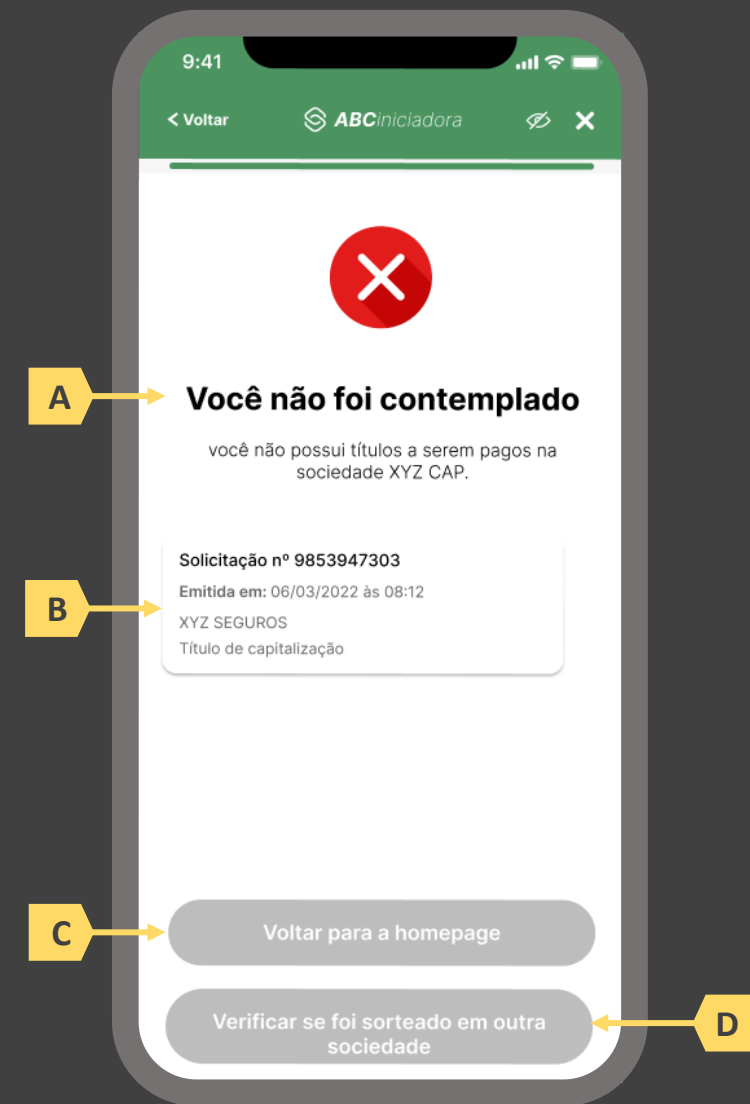 9:41
< Voltar
ABCiniciadora
A
Você não foi contemplado
você não possui títulos a serem pagos na
sociedade XYZ CAP.
Solicitação nº 9853947303
Emitida em: 06/03/2022 às 08:12
B
XYZ SEGUROS
Título de capitalização
C
Voltar para a homepage
Verificar se foi sorteado em outra
sociedade
D